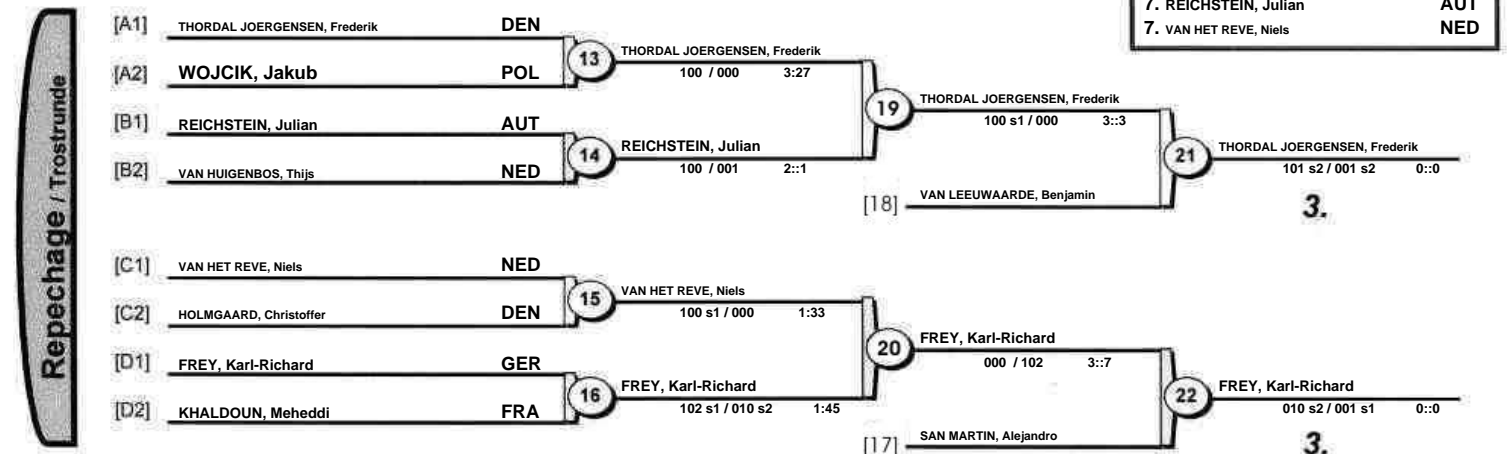 7. REICHSTEIN, Julian AUT
7. VAN HET REVE, Niels NED
Repechage / Trostrunde
[A1] THORDAL JOERGENSEN, Frederik DEN
[A2] WOJCIK, Jakub POL
13
THORDAL JOERGENSEN, Frederik
100 / 000 3:27
[B1] REICHSTEIN, Julian AUT
[B2] VAN HUIGENBOS, Thijs NED
14
REICHSTEIN, Julian
100 / 001 2::1
19
THORDAL JOERGENSEN, Frederik
100 s1 / 000 3::3
[18] VAN LEEUWAARDE, Benjamin
21
THORDAL JOERGENSEN, Frederik
101 s2 / 001 s2 0::0
3.
[C1] VAN HET REVE, Niels NED
[C2] HOLMGAARD, Christoffer DEN
15
VAN HET REVE, Niels
100 s1 / 000 1:33
[D1] FREY, Karl-Richard GER
[D2] KHALDOUN, Meheddi FRA
16
FREY, Karl-Richard
102 s1 / 010 s2 1:45
20
FREY, Karl-Richard
000 / 102 3::7
[17] SAN MARTIN, Alejandro
22
FREY, Karl-Richard
010 s2 / 001 s1 0::0
3.